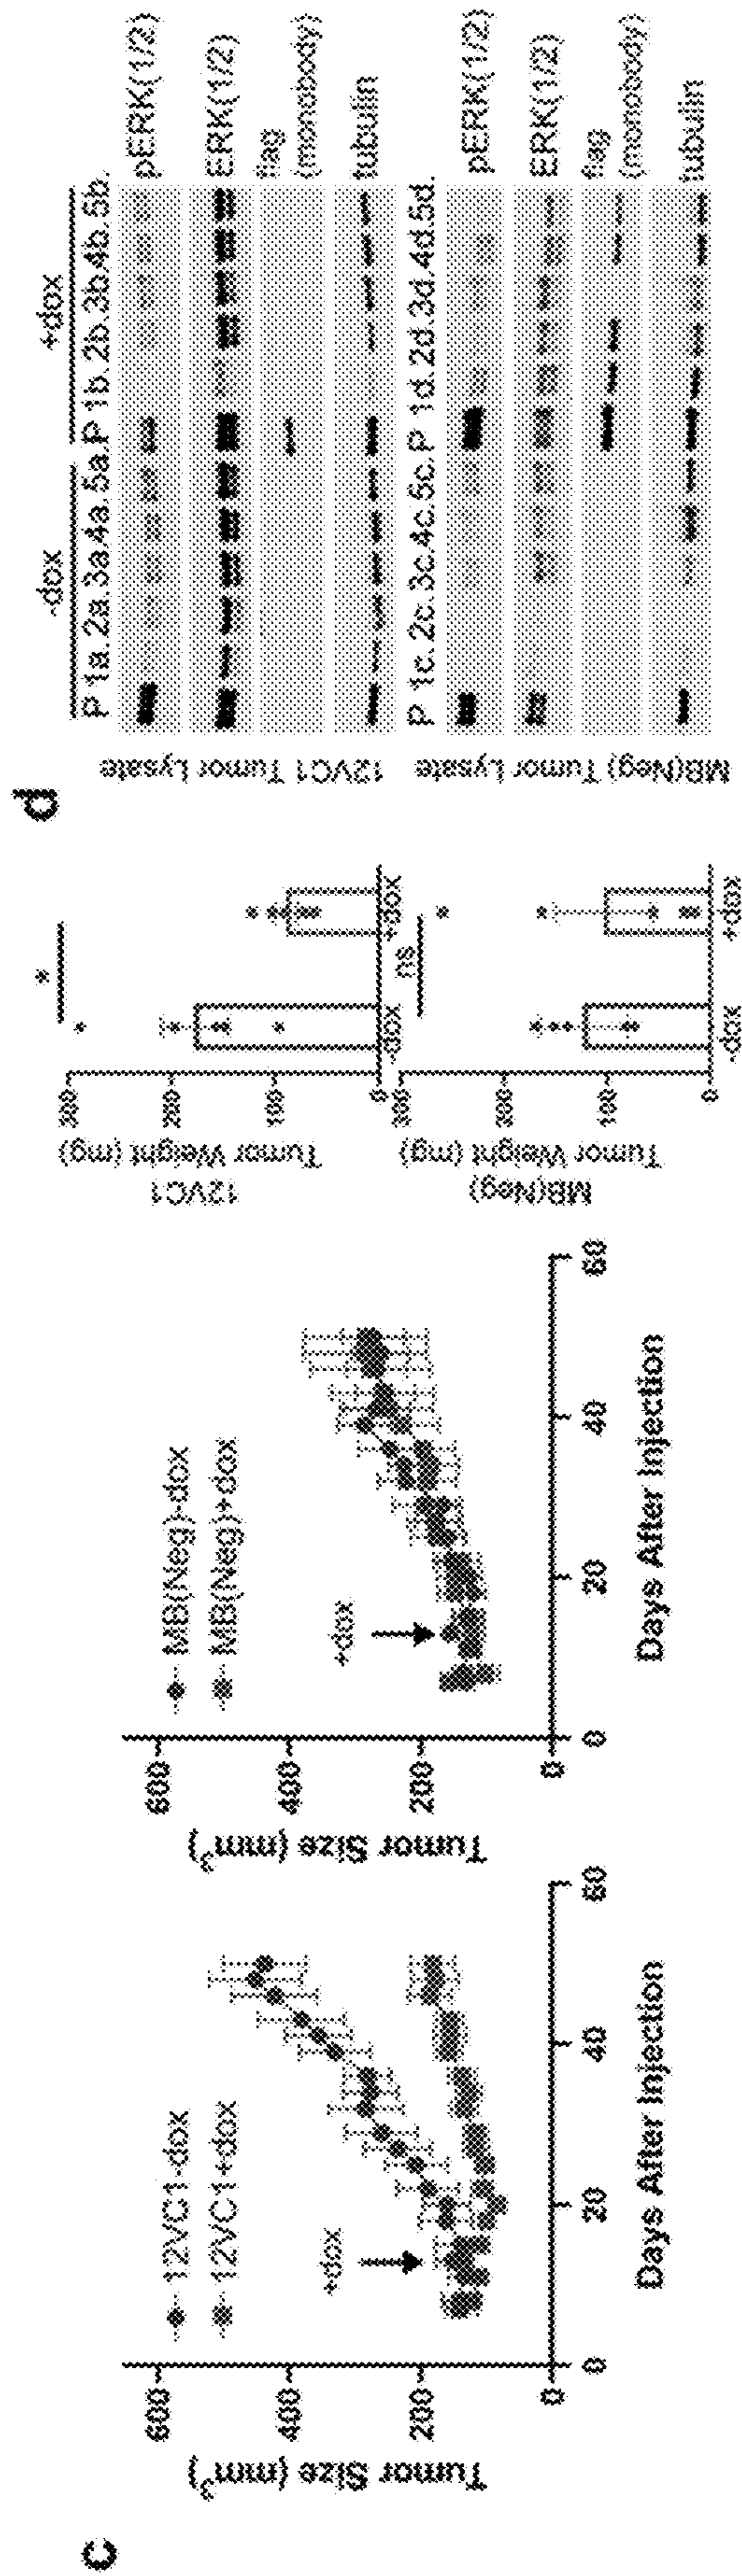 c
Tumor Size (mm³)
600
400
200
0
12VC1-dox
12VC1+dox
+dox
0
20
40
60
Days After Injection
Tumor Size (mm³)
600
400
200
0
MB(Neg)-dox
MB(Neg)+dox
+dox
0
20
40
60
Days After Injection
12VC1
Tumor Weight (mg)
300
200
100
0
*
-dox
+dox
MB(Neg)
Tumor Weight (mg)
300
200
100
0
ns
-dox
+dox
d
-dox
+dox
P 1a. 2a. 3a.4a. 5a. P 1b. 2b. 3b.4b. 5b.
12VC1 Tumor Lysate
pERK(1/2)
ERK(1/2)
flag
(monobody)
tubulin
P 1c. 2c. 3c.4c. 5c. P 1d. 2d. 3d. 4d.5d.
MB(Neg) Tumor Lysate
pERK(1/2)
ERK(1/2)
flag
(monobody)
tubulin